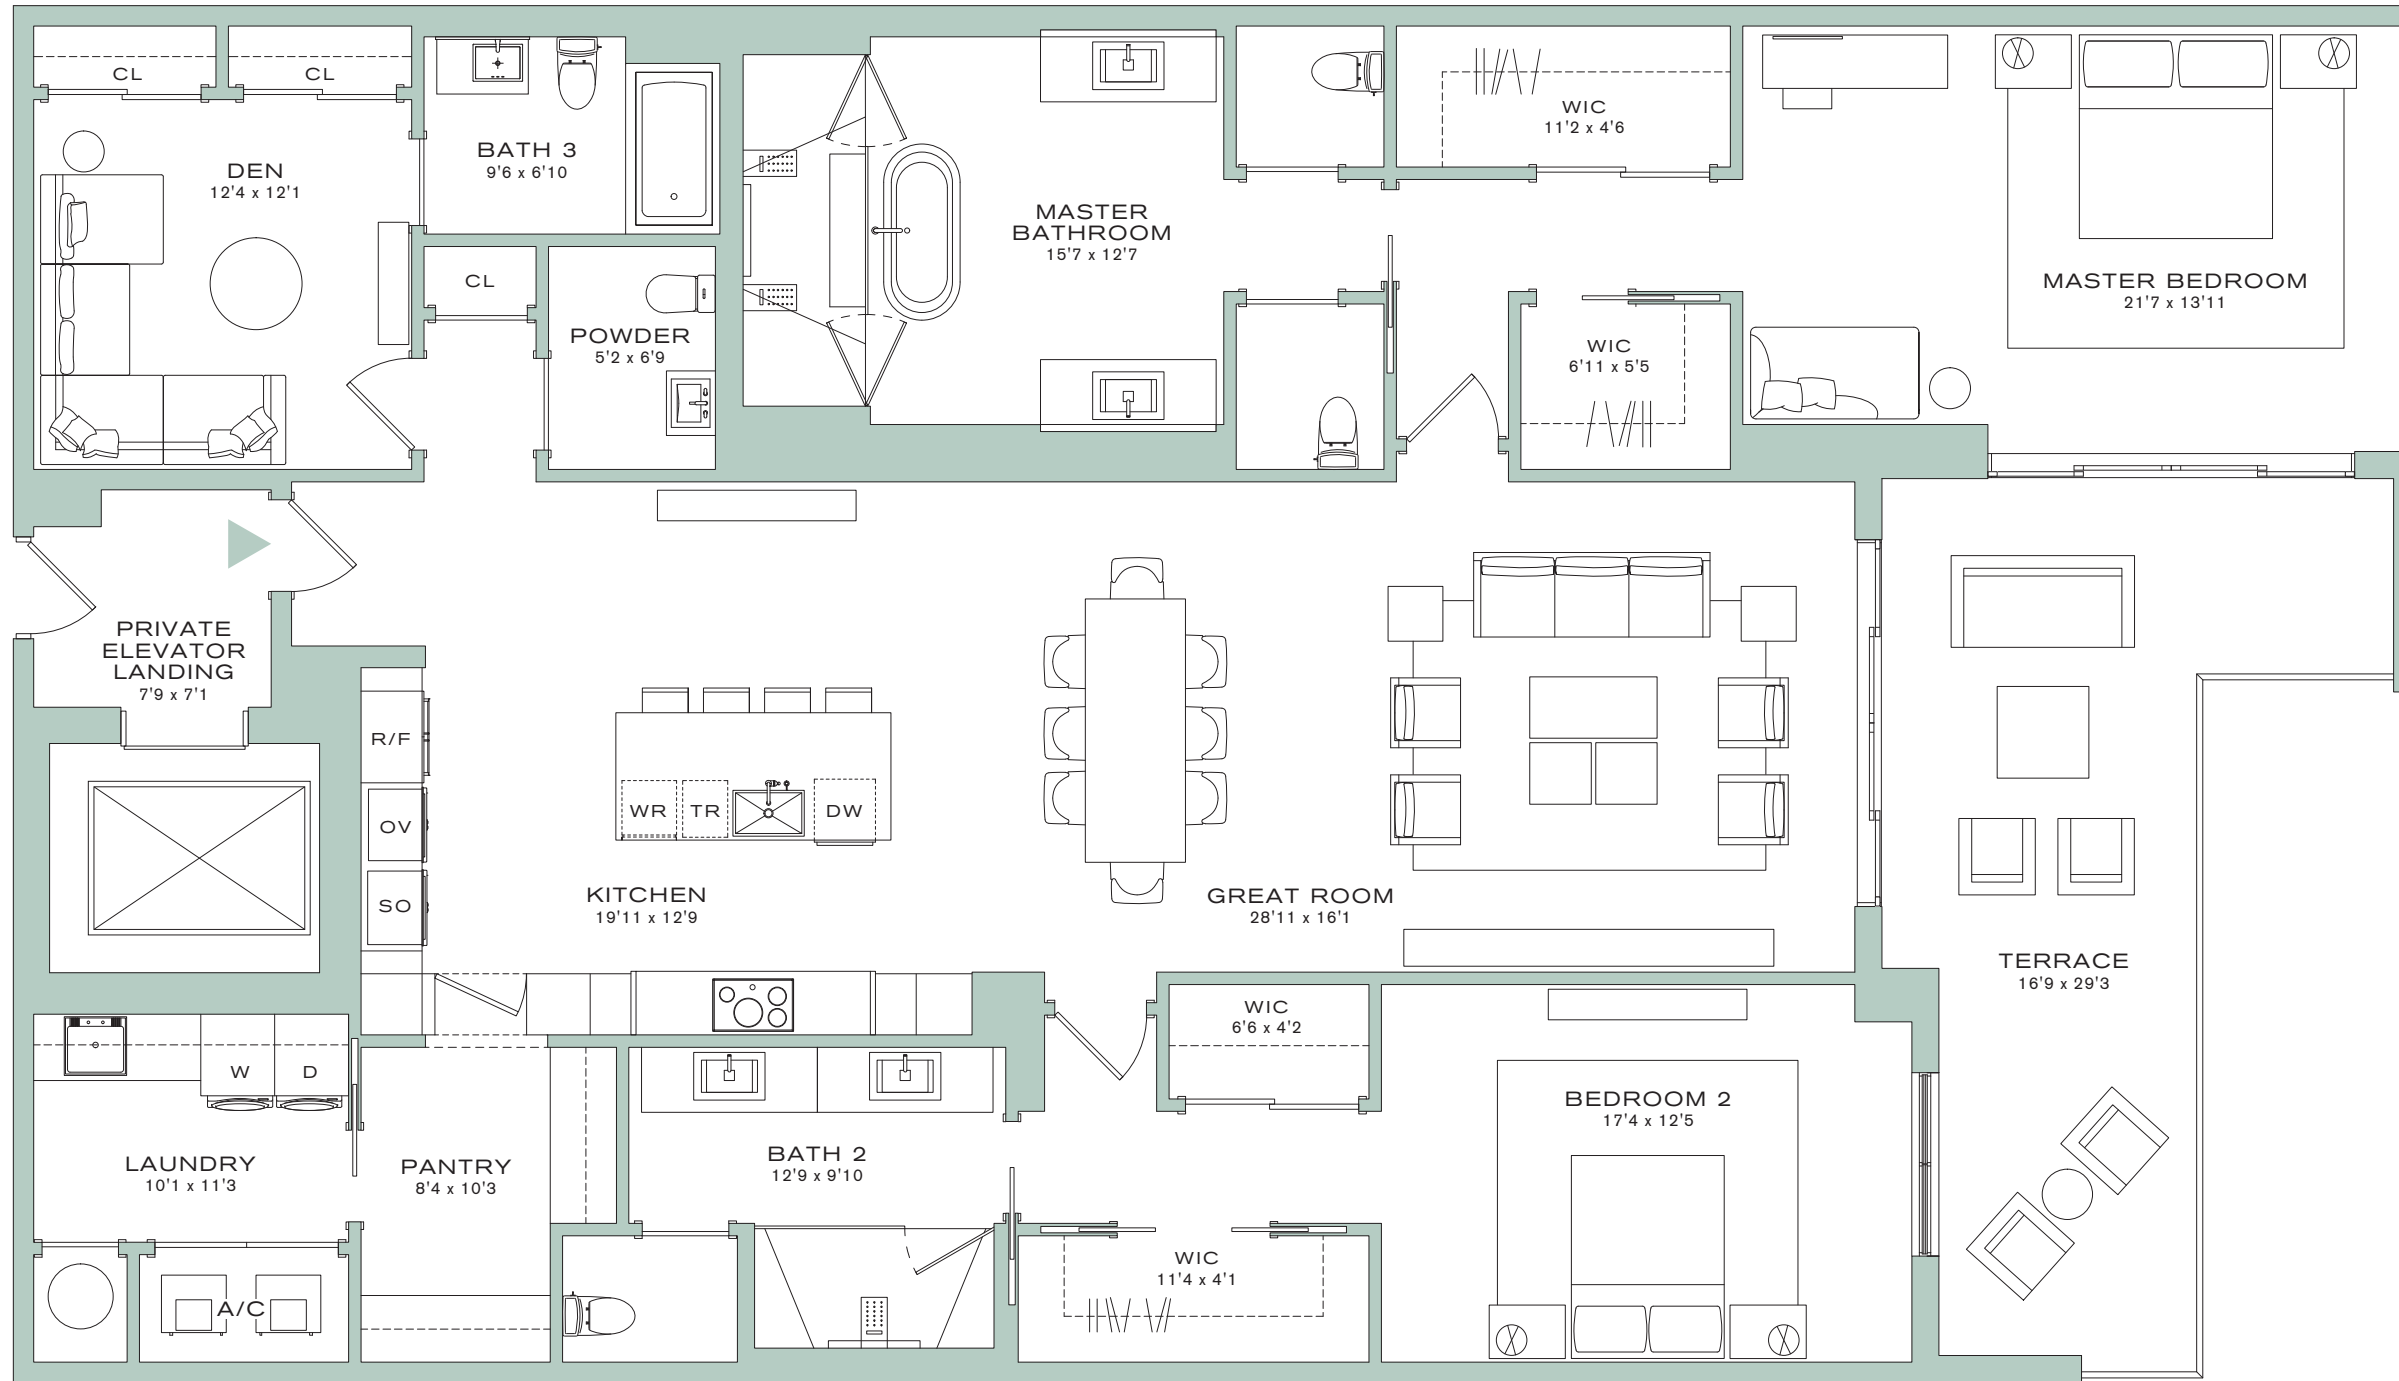 CL
CL
DEN
12'4 x 12'1
BATH 3
9'6 x 6'10
CL
POWDER
5'2 x 6'9
MASTER
BATHROOM
15'7 x 12'7
WIC
11'2 x 4'6
WIC
6'11 x 5'5
MASTER BEDROOM
21'7 x 13'11
PRIVATE
ELEVATOR
LANDING
7'9 x 7'1
R/F
OV
SO
WR
TR
DW
KITCHEN
19'11 x 12'9
GREAT ROOM
28'11 x 16'1
TERRACE
16'9 x 29'3
W
D
LAUNDRY
10'1 x 11'3
A/C
PANTRY
8'4 x 10'3
BATH 2
12'9 x 9'10
WIC
6'6 x 4'2
WIC
11'4 x 4'1
BEDROOM 2
17'4 x 12'5